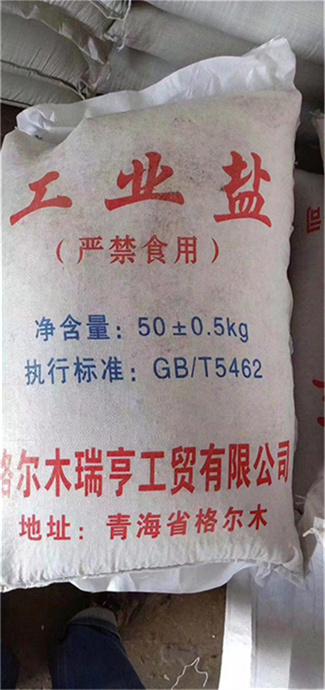 工业盐
（严禁食用）
净含量：50±0.5kg
执行标准：GB/T5462
格尔木瑞亨工贸有限公司
地址：青海省格尔木